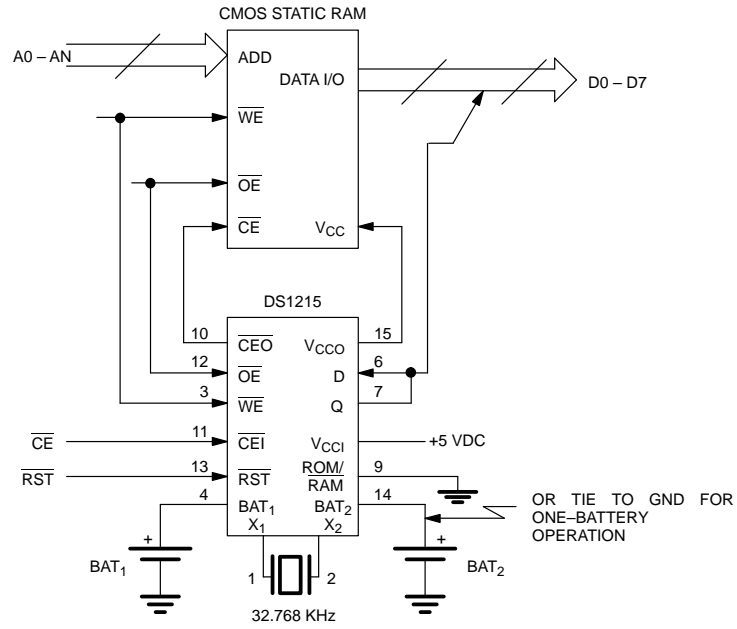 CMOS STATIC RAM
A0 – AN
ADD
DATA I/O
D0 – D7
WE
OE
CE
VCC
DS1215
10
CEO
VCCO
15
12
OE
D
6
3
WE
Q
7
CE
11
CEI
VCCI
+5 VDC
RST
13
RST
ROM/
RAM
9
4
BAT1
BAT2
14
X1
X2
OR TIE TO GND FOR
ONE–BATTERY
OPERATION
+
BAT1
+
BAT2
1
2
32.768 KHz